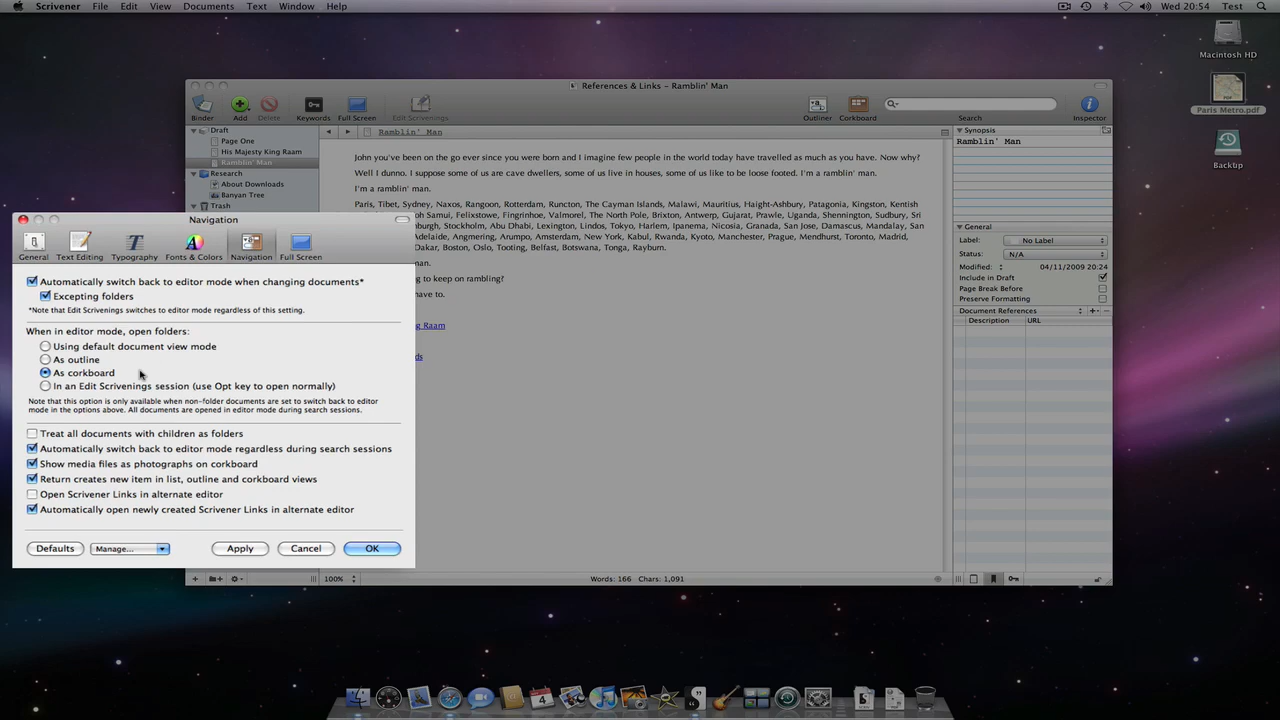 Scrivener File Edit View Documents Text Window Help
Wed 20:54 Test
Macintosh HD
PDF
Paris Metro.pdf
Backup
References & Links – Ramblin' Man
Binder Add Delete Keywords Full Screen Edit Scrivenings Outliner Corkboard Search Inspector
Draft
Page One
His Majesty King Raam
Ramblin' Man
Research
About Downloads
Banyan Tree
Trash
Ramblin' Man
John you've been on the go ever since you were born and I imagine few people in the world today have travelled as much as you have. Now why?
Well I dunno. I suppose some of us are cave dwellers, some of us live in houses, some of us like to be loose footed. I'm a ramblin' man.
I'm a ramblin' man.
Paris, Tibet, Sydney, Naxos, Rangoon, Rotterdam, Runcton, The Cayman Islands, Malawi, Mauritius, Haight-Ashbury, Patagonia, Kingston, Kentish
Samui, Felixstowe, Fingrinhoe, Valmorel, The North Pole, Brixton, Antwerp, Gujarat, Prawle, Uganda, Shennington, Sudbury, Sri
Stockholm, Abu Dhabi, Lexington, Lindos, Tokyo, Harlem, Ipanema, Ghana, San Jose, Damascus, Mandalay, San
Angmering, Arumpo, Amsterdam, New York, Kabul, Rwanda, Kyoto, Manchester, Prague, Mendhurst, Toronto, Madrid,
Dakar, Boston, Oslo, Tooting, Belfast, Botswana, Tonga, Rayburn.
man.
ng to keep on rambling?
have to.
g Raam
ds
100%
Words: 166 Chars: 1,091
Synopsis
Ramblin' Man
General
Label: No Label
Status: N/A
Modified: 04/11/2009 20:24
Include in Draft
Page Break Before
Preserve Formatting
Document References
Description URL
Navigation
General Text Editing Typography Fonts & Colors Navigation Full Screen
Automatically switch back to editor mode when changing documents*
Excepting folders
*Note that Edit Scrivenings switches to editor mode regardless of this setting.
When in editor mode, open folders:
Using default document view mode
As outline
As corkboard
In an Edit Scrivenings session (use Opt key to open normally)
Note that this option is only available when non-folder documents are set to switch back to editor
mode in the options above. All documents are opened in editor mode during search sessions.
Treat all documents with children as folders
Automatically switch back to editor mode regardless during search sessions
Show media files as photographs on corkboard
Return creates new item in list, outline and corkboard views
Open Scrivener Links in alternate editor
Automatically open newly created Scrivener Links in alternate editor
Defaults Manage... Apply Cancel OK